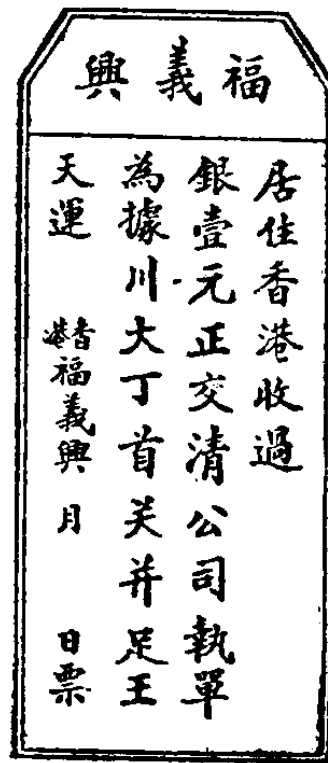 福義興
居住香港收過
銀壹元正交清公司執單
為據川大丁首关并足王
天運 香港福義興 月 日票